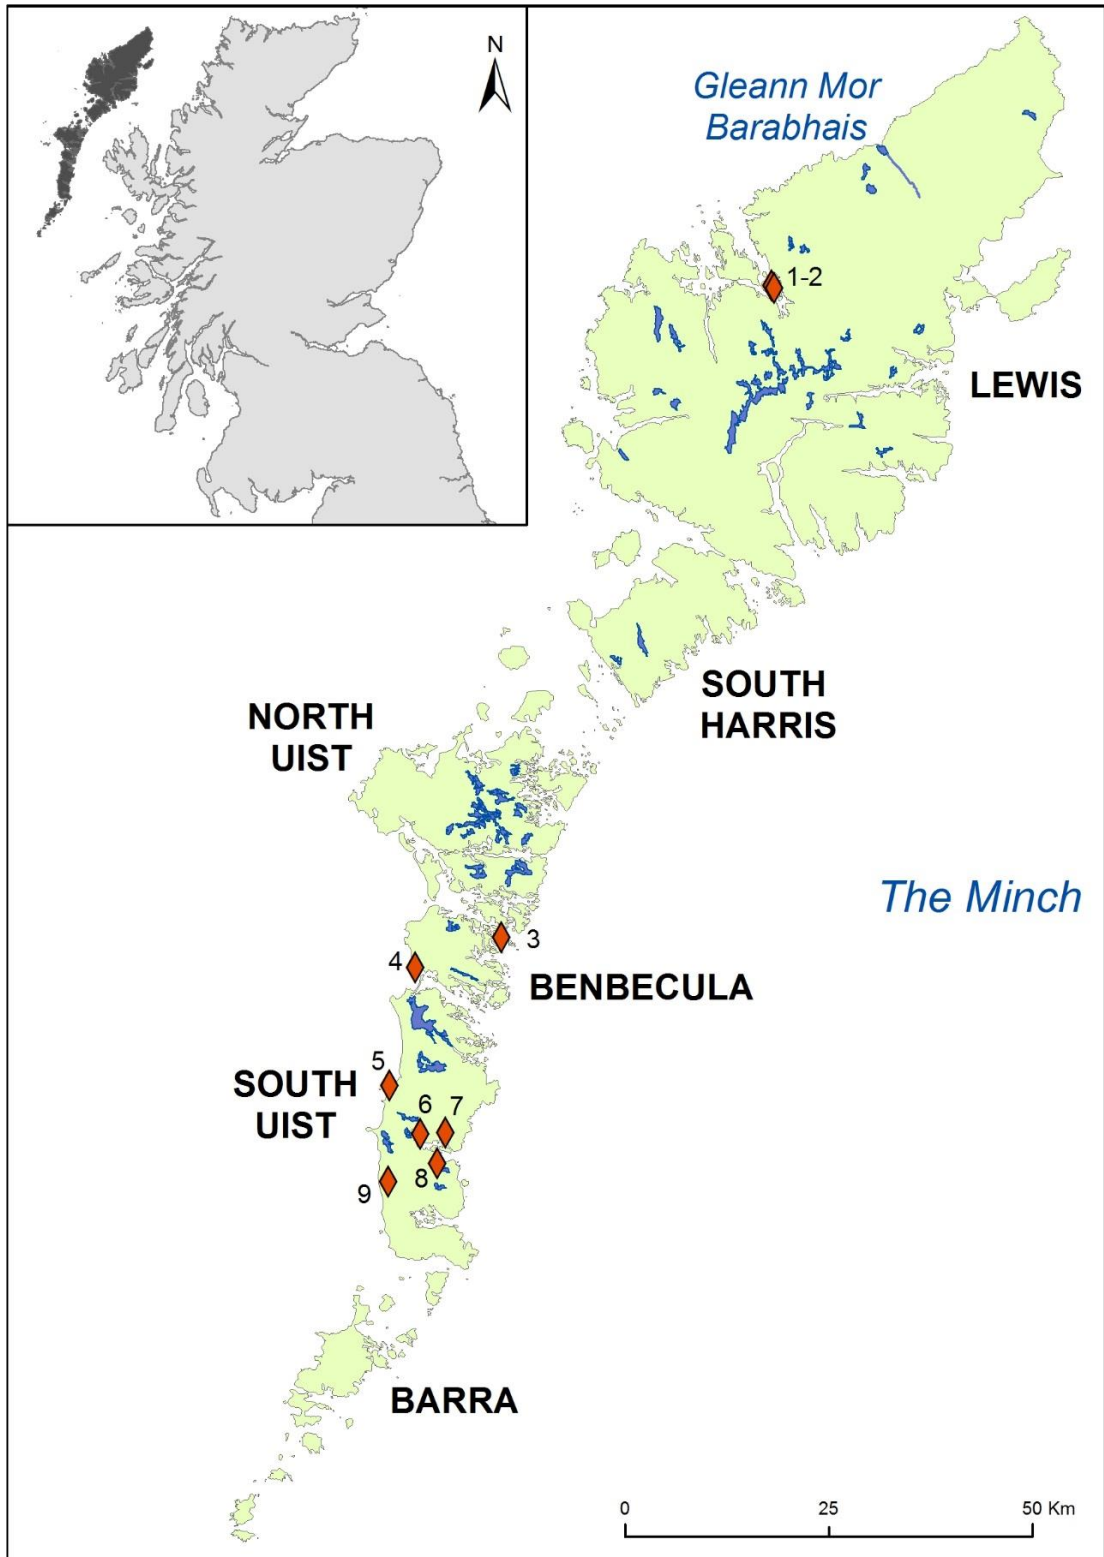 N
Gleann Mor
Barabhais
1-2
LEWIS
SOUTH
HARRIS
NORTH
UIST
The Minch
3
4
BENBECULA
5
SOUTH
UIST
6
7
8
9
BARRA
0
25
50 Km